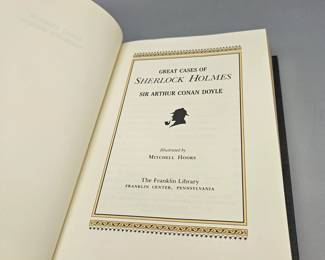 GREAT CASES OF
SHERLOCK HOLMES
SIR ARTHUR CONAN DOYLE
Illustrated by
MITCHELL HOOKS
The Franklin Library
FRANKLIN CENTER, PENNSYLVANIA